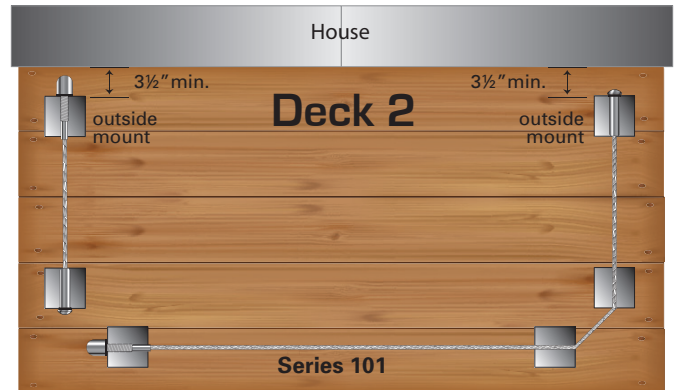 House
3½” min.
3½” min.
Deck 2
outside
mount
outside
mount
Series 101